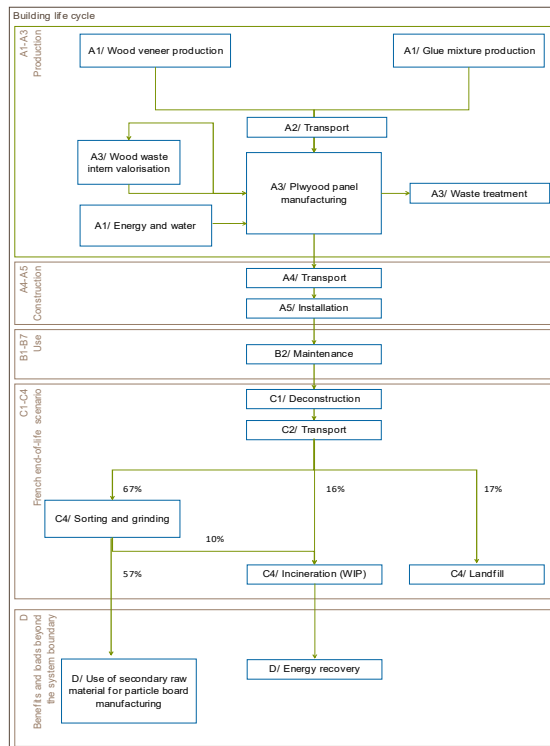 Building life cycle
A1-A3
Production
A1/ Wood veneer production
A1/ Glue mixture production
A2/ Transport
A3/ Wood waste
intern valorisation
A3/ Plwyood panel
manufacturing
A3/ Waste treatment
A1/ Energy and water
A4-A5
Construction
A4/ Transport
A5/ Installation
B1-B7
Use
B2/ Maintenance
C1-C4
French end-of-life scenario
C1/ Deconstruction
C2/ Transport
67%
16%
17%
C4/ Sorting and grinding
10%
57%
C4/ Incineration (WIP)
C4/ Landfill
D
Benefits and loads beyond
the system boundary
D/ Use of secondary raw
material for particle board
manufacturing
D/ Energy recovery